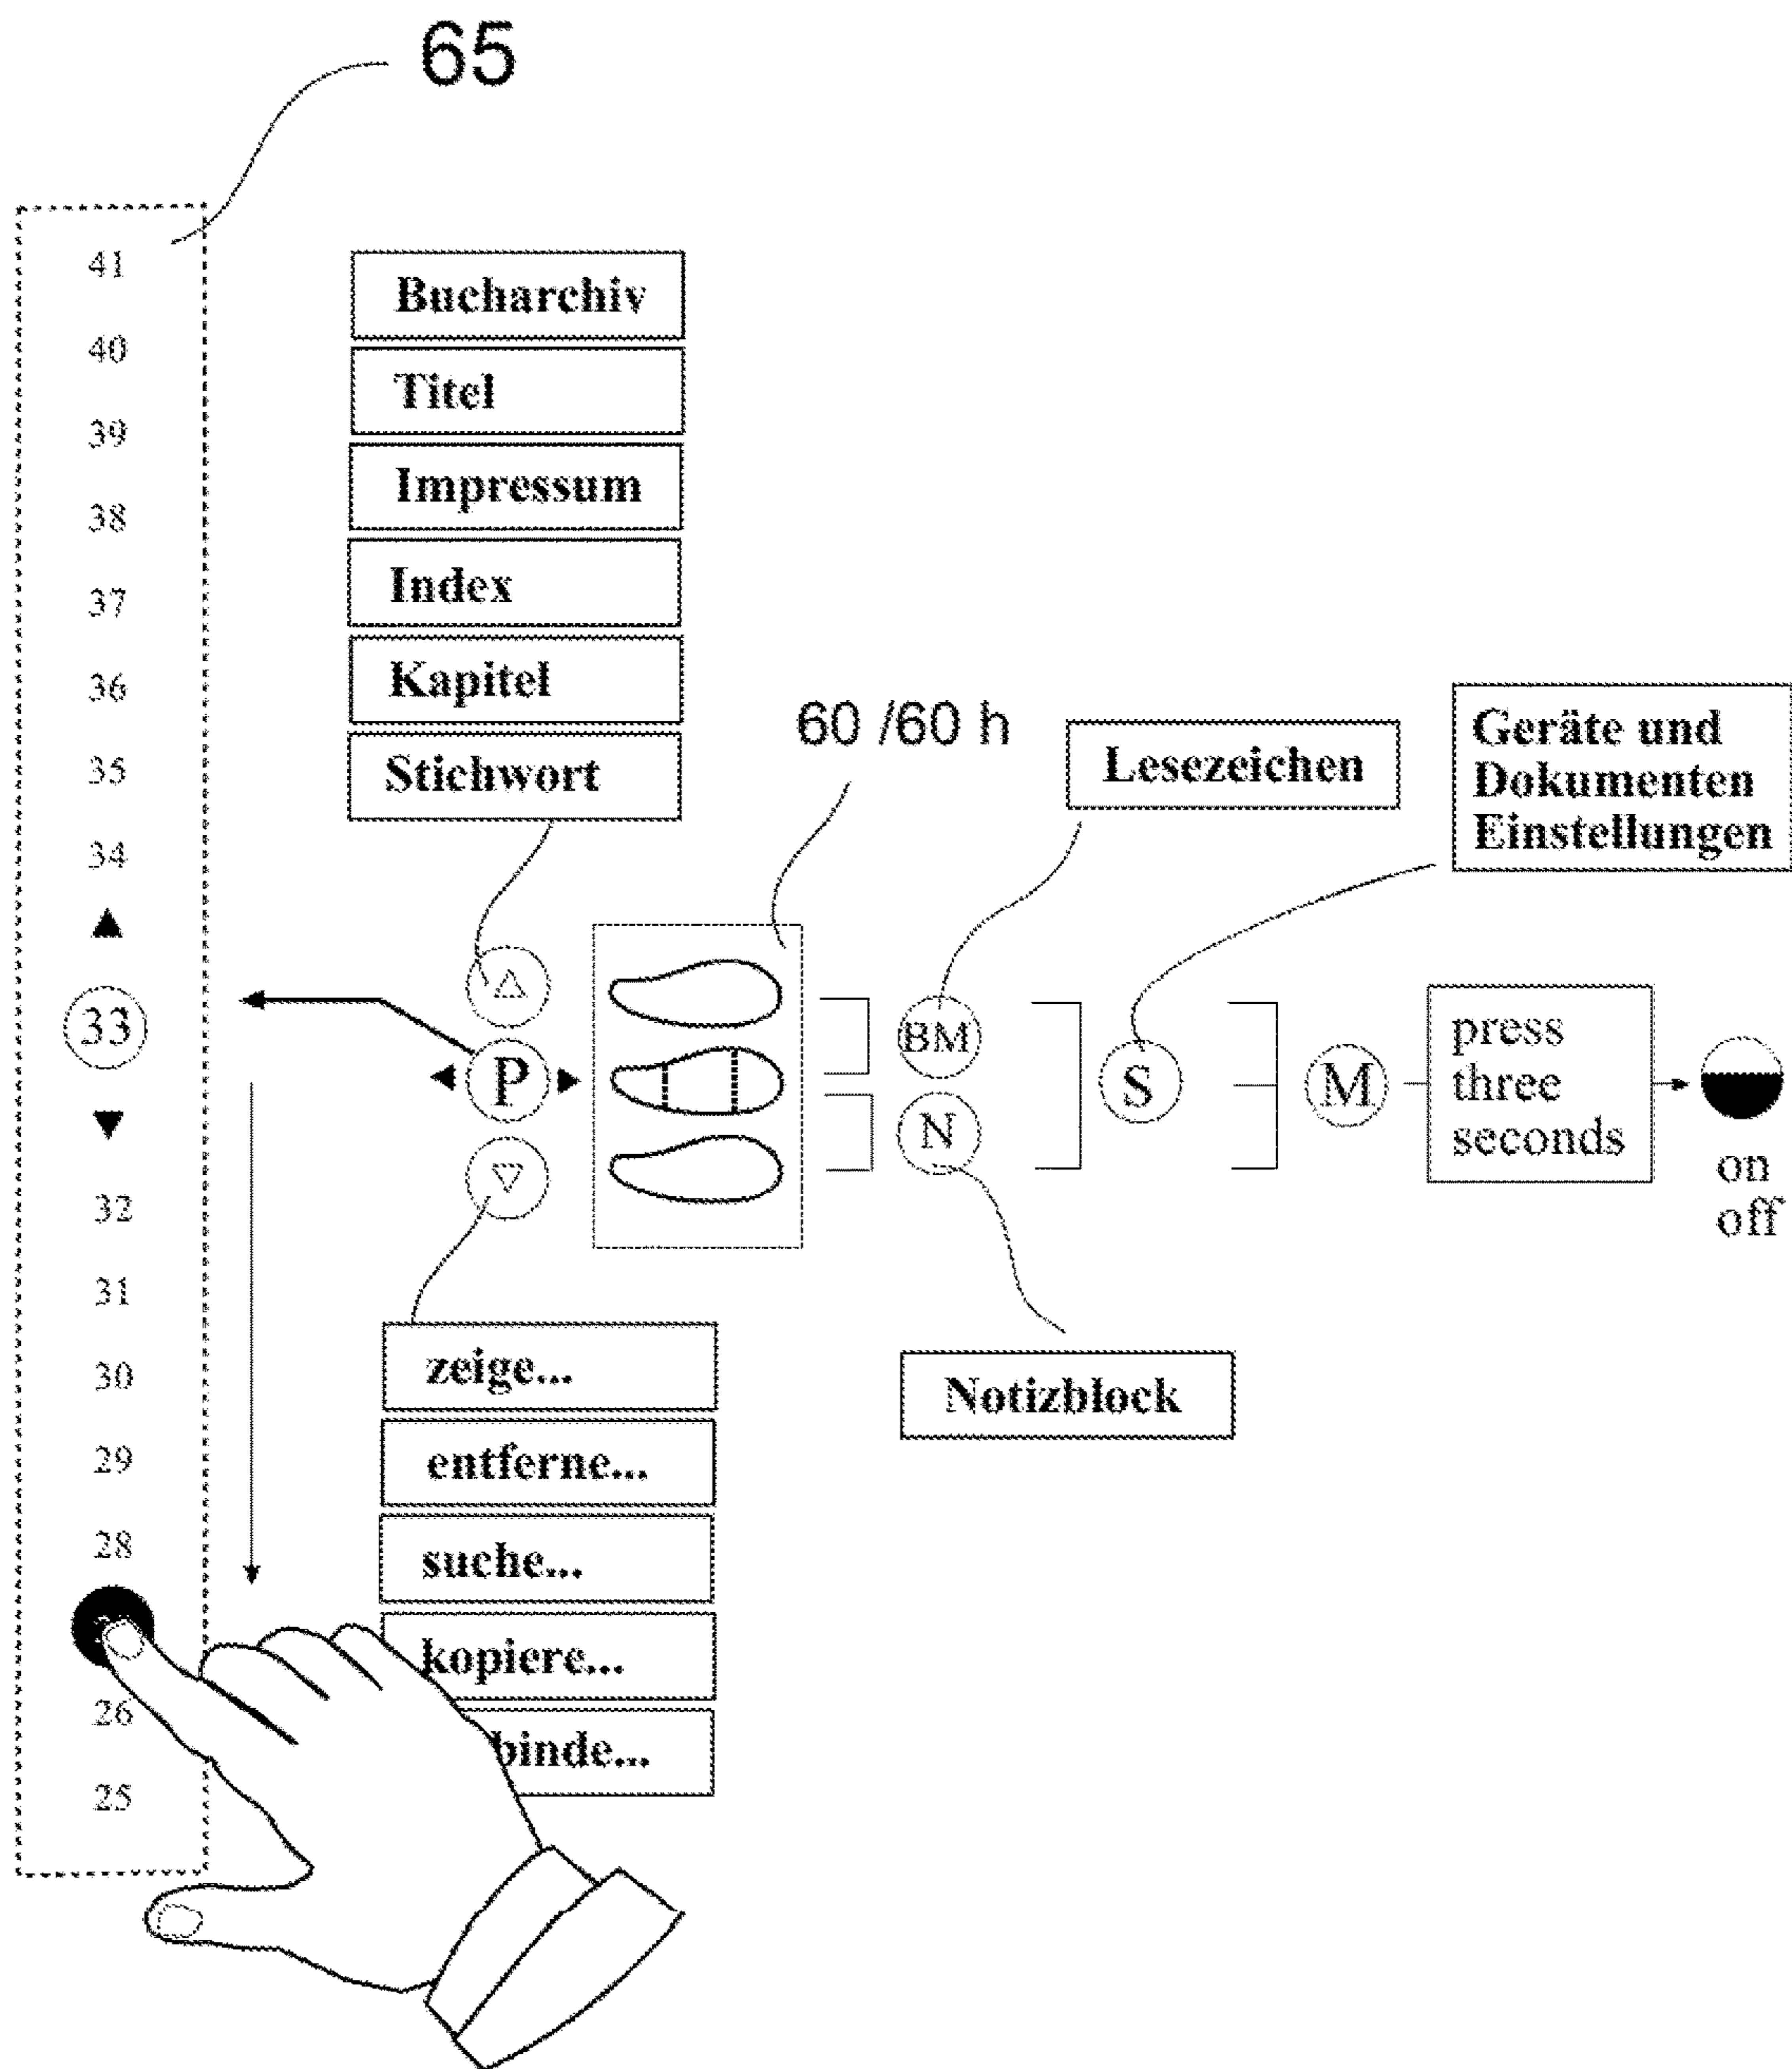 65
41
40
39
38
37
36
35
34
33
32
31
30
29
28
26
25
Bucharchiv
Titel
Impressum
Index
Kapitel
Stichwort
60 /60 h
Lesezeichen
Geräte und
Dokumenten
Einstellungen
P
BM
N
S
M
press
three
seconds
on
off
zeige...
entferne...
suche...
kopiere...
binde...
Notizblock